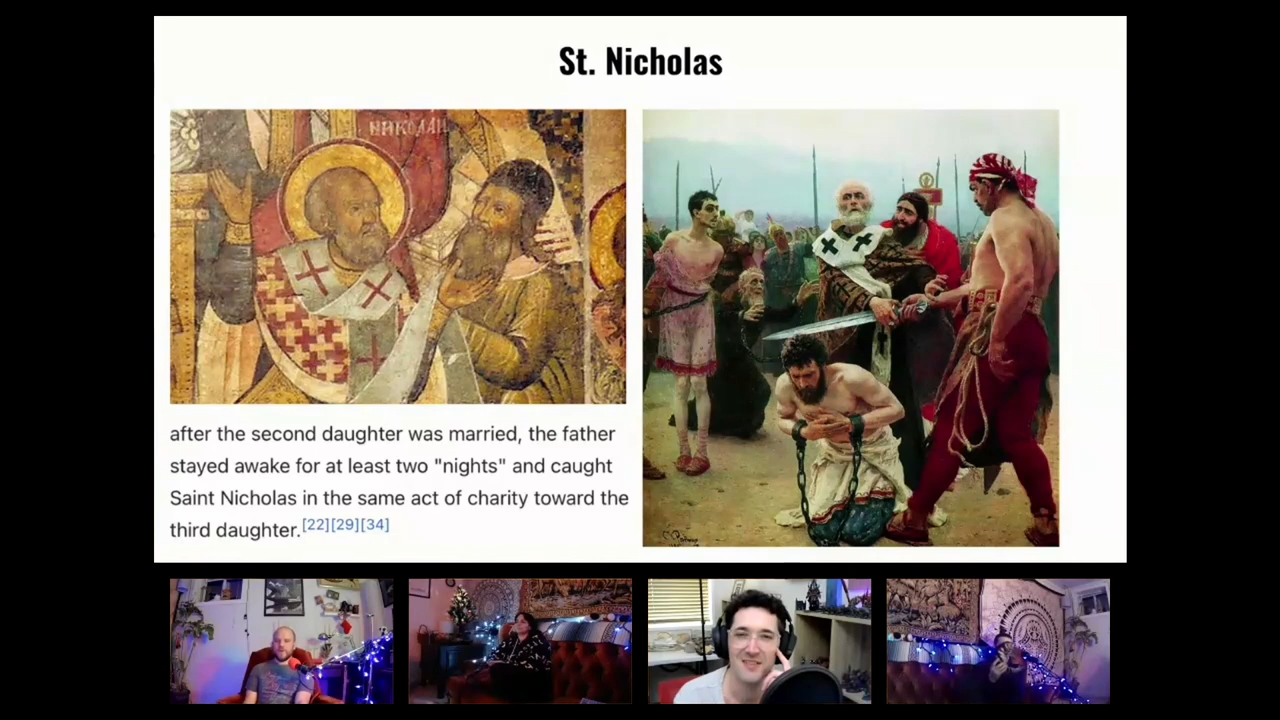 St. Nicholas
НИКОЛАИ
after the second daughter was married, the father
stayed awake for at least two "nights" and caught
Saint Nicholas in the same act of charity toward the
third daughter.[22][29][34]